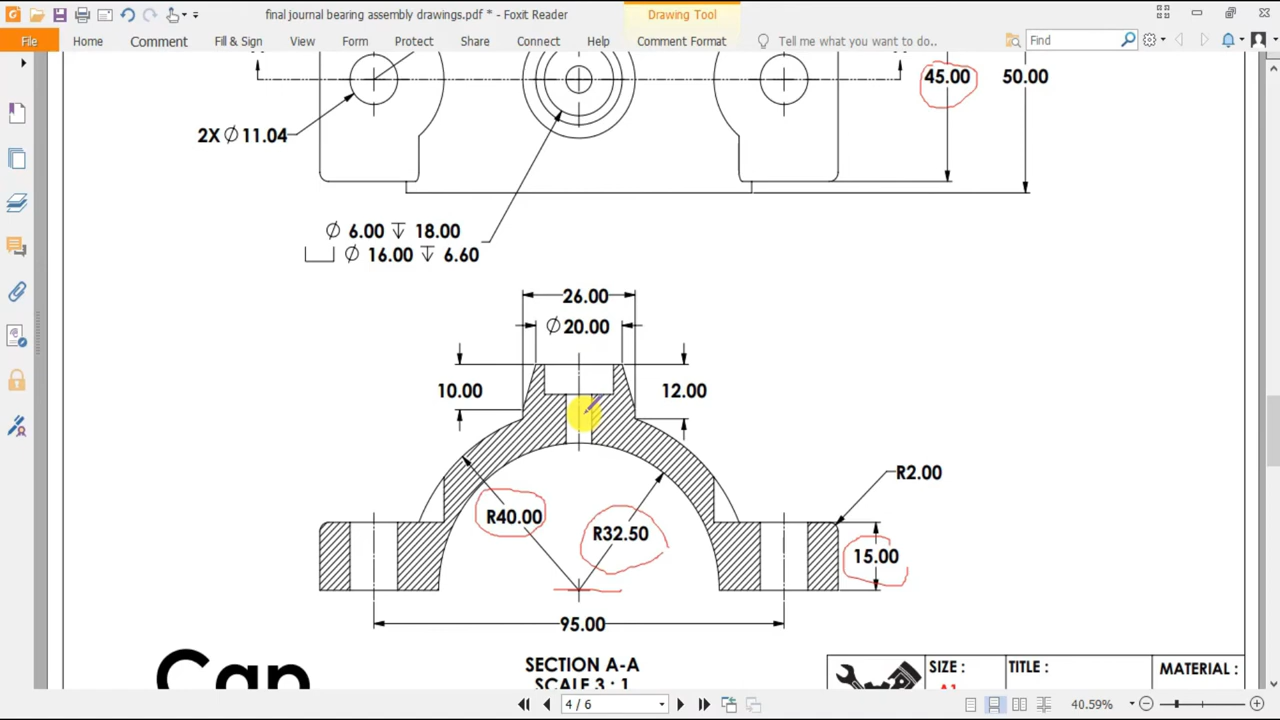 final journal bearing assembly drawings.pdf * - Foxit Reader
Drawing Tool
File Home Comment Fill & Sign View Form Protect Share Connect Help Comment Format Tell me what you want to do.. Find
45.00 50.00
2X ∅ 11.04
∅ 6.00 ↧ 18.00
⌴ ∅ 16.00 ↧ 6.60
26.00
∅ 20.00
10.00 12.00
R2.00
R40.00 R32.50
15.00
95.00
Cap
SECTION A-A
SCALE 3 : 1
SIZE : TITLE : MATERIAL :
A1
4 / 6 40.59%